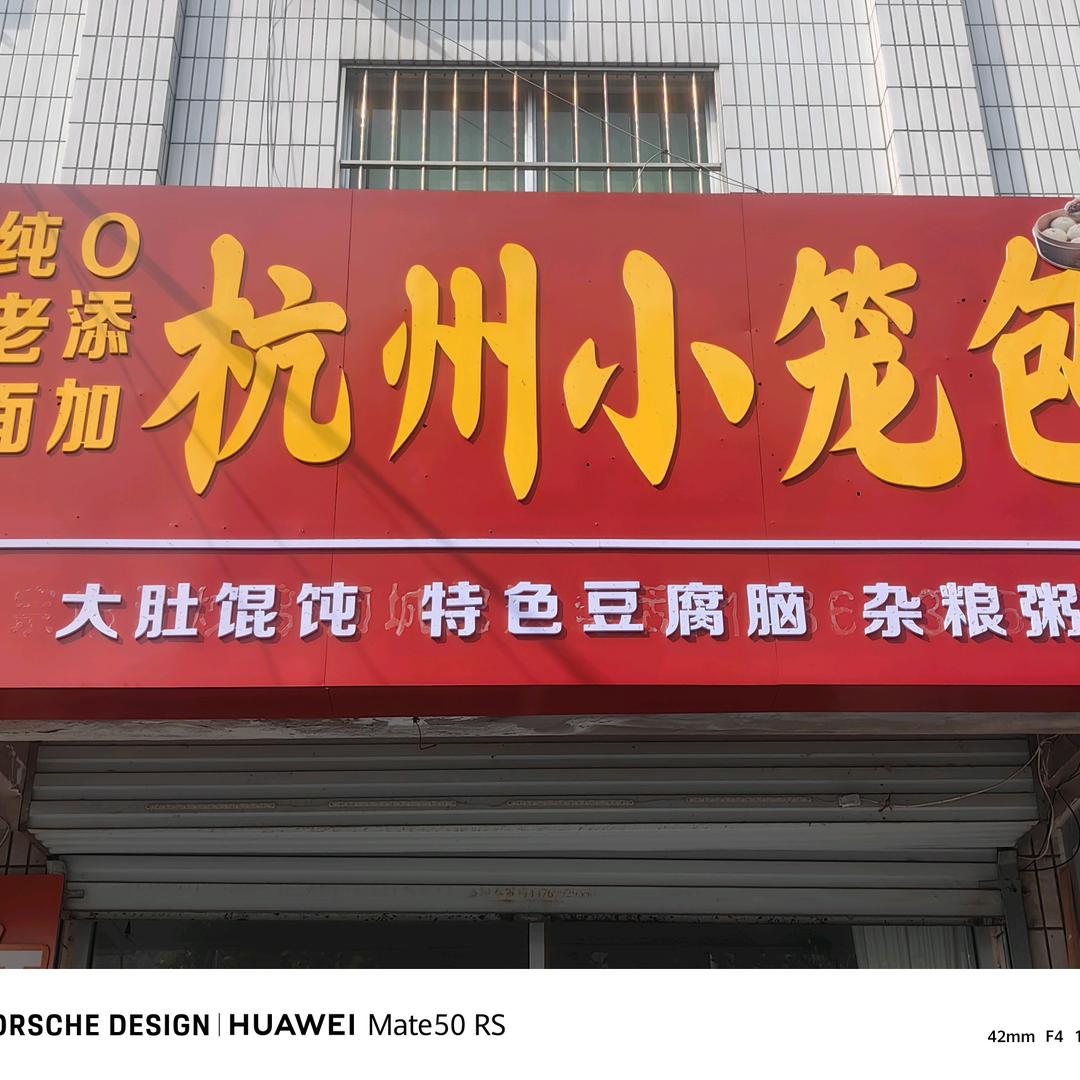 纯老面
0添加
杭州小笼包
大肚馄饨 特色豆腐脑 杂粮粥
ORSCHE DESIGN | HUAWEI Mate50 RS
42mm F4